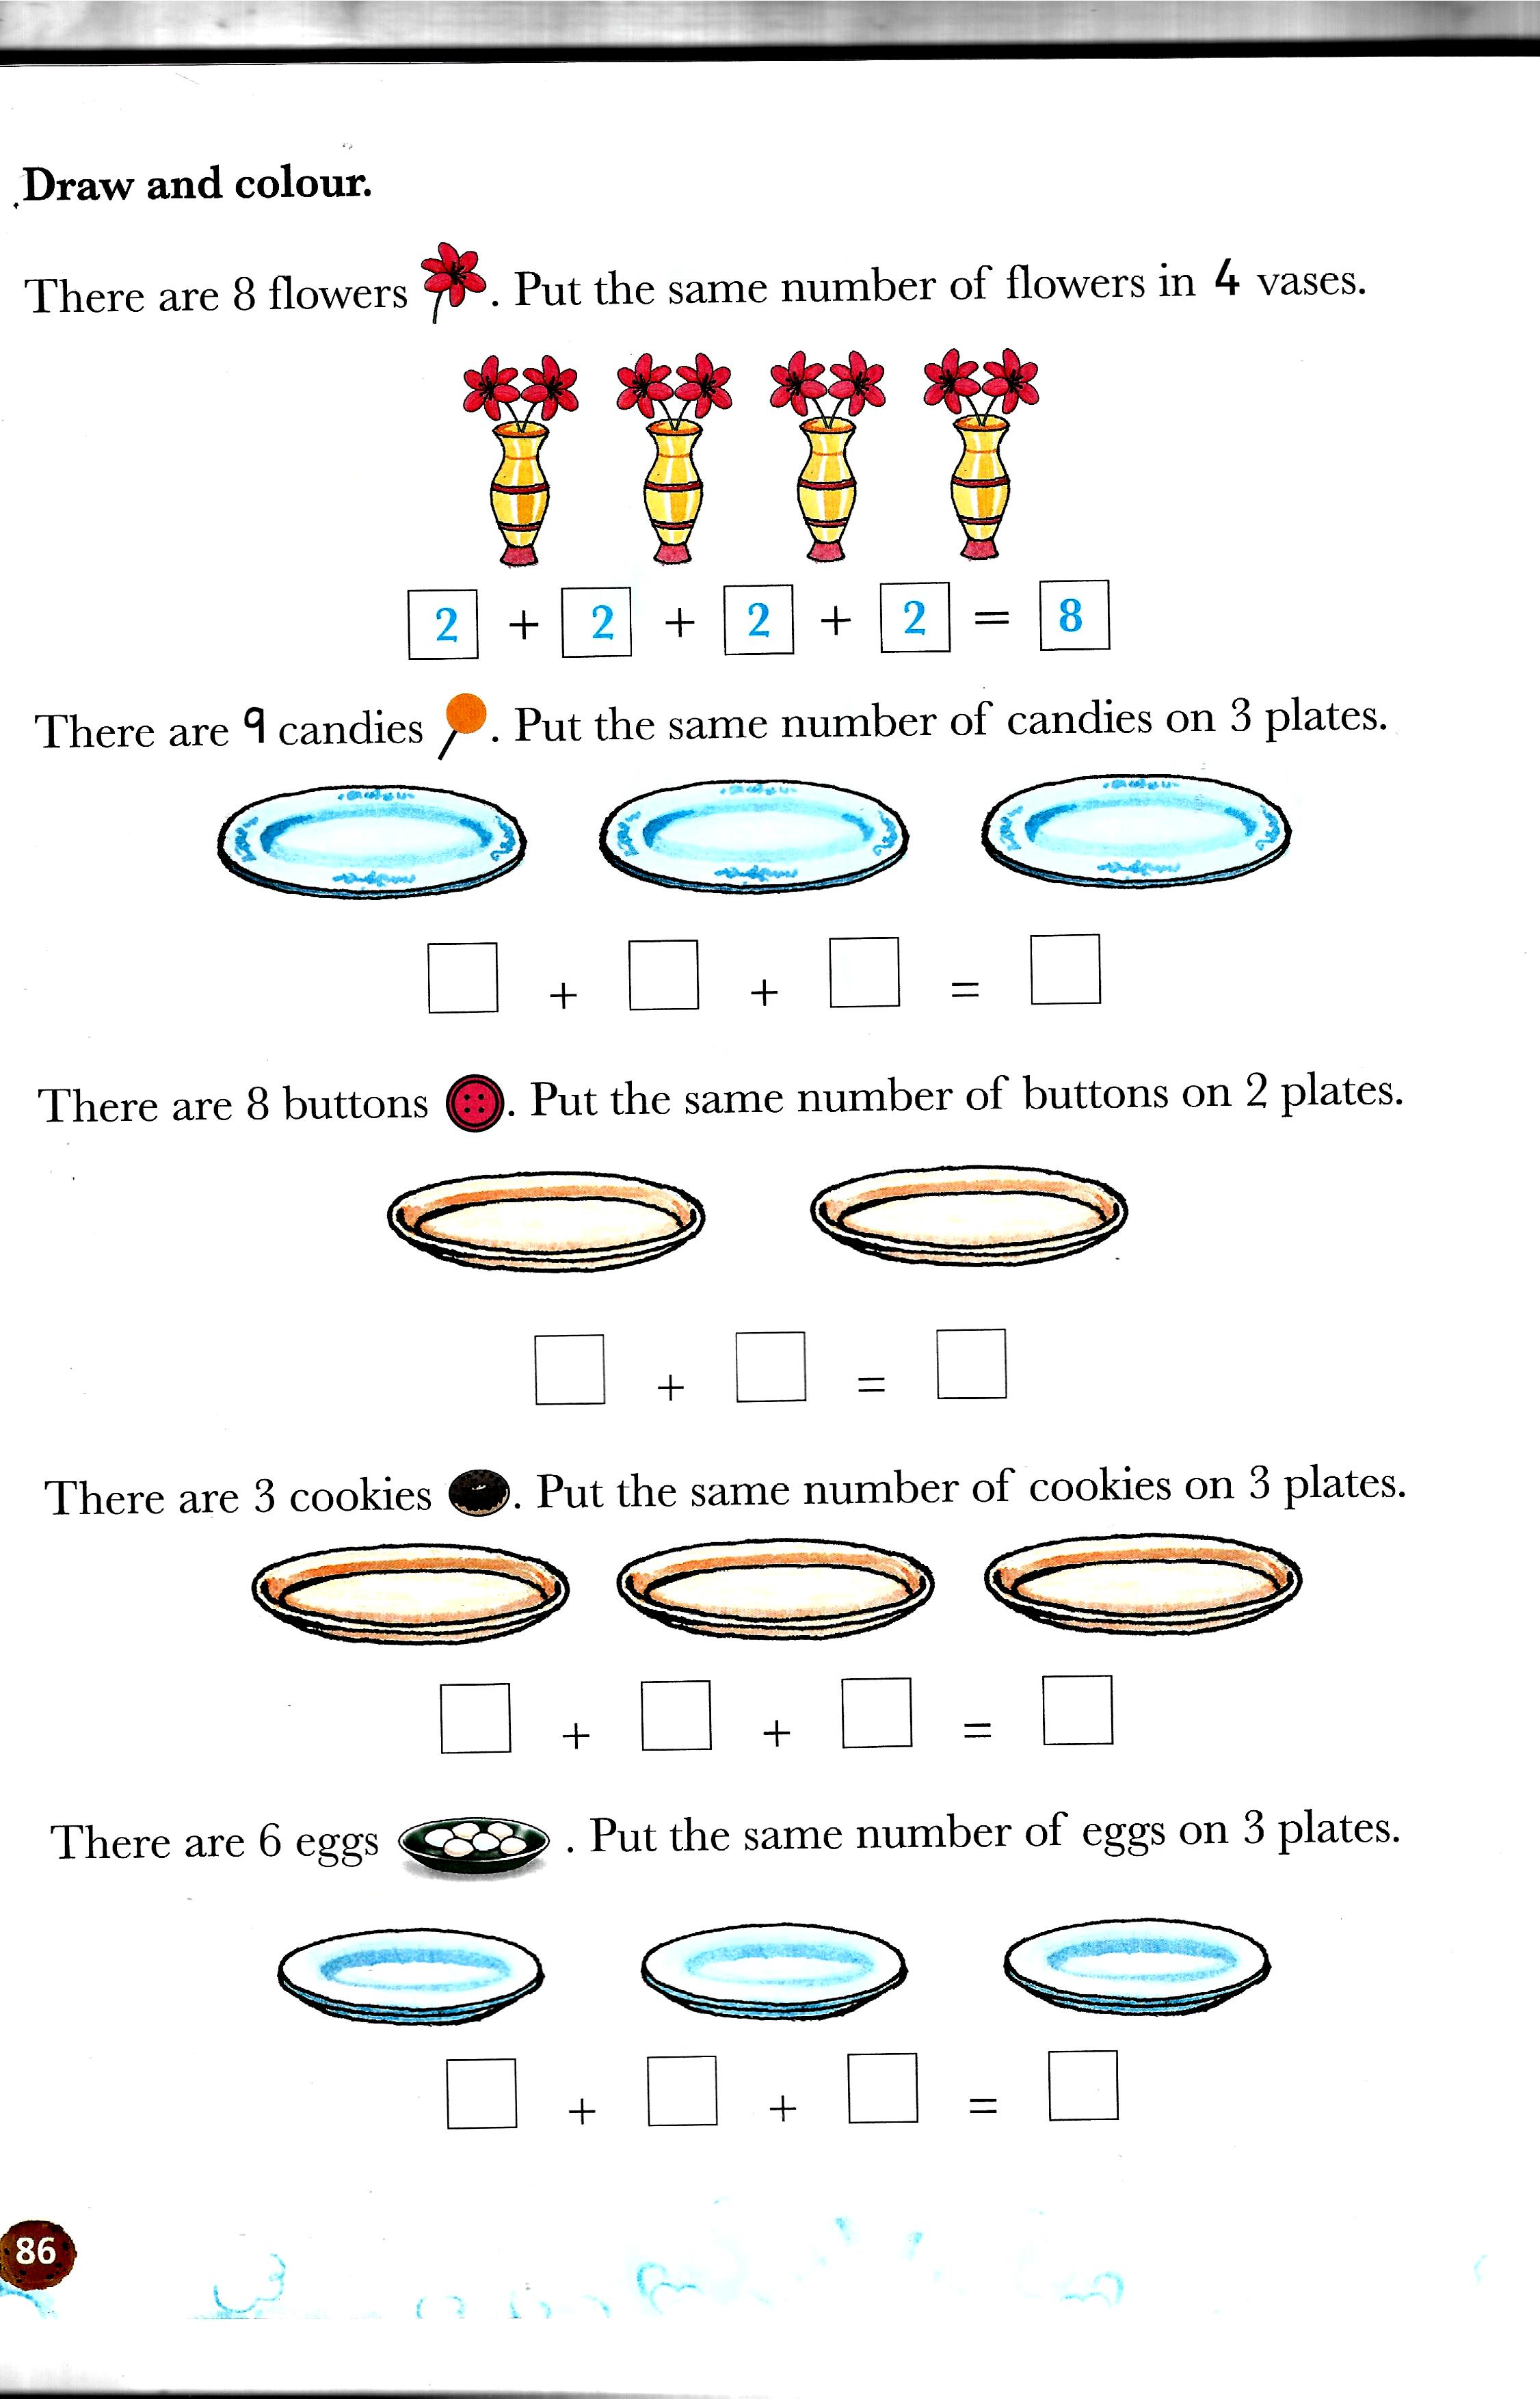 Draw and colour.
There are 8 flowers . Put the same number of flowers in 4 vases.
2 + 2 + 2 + 2 = 8
There are 9 candies . Put the same number of candies on 3 plates.
+ + =
There are 8 buttons . Put the same number of buttons on 2 plates.
+ =
There are 3 cookies . Put the same number of cookies on 3 plates.
+ + =
There are 6 eggs . Put the same number of eggs on 3 plates.
+ + =
86